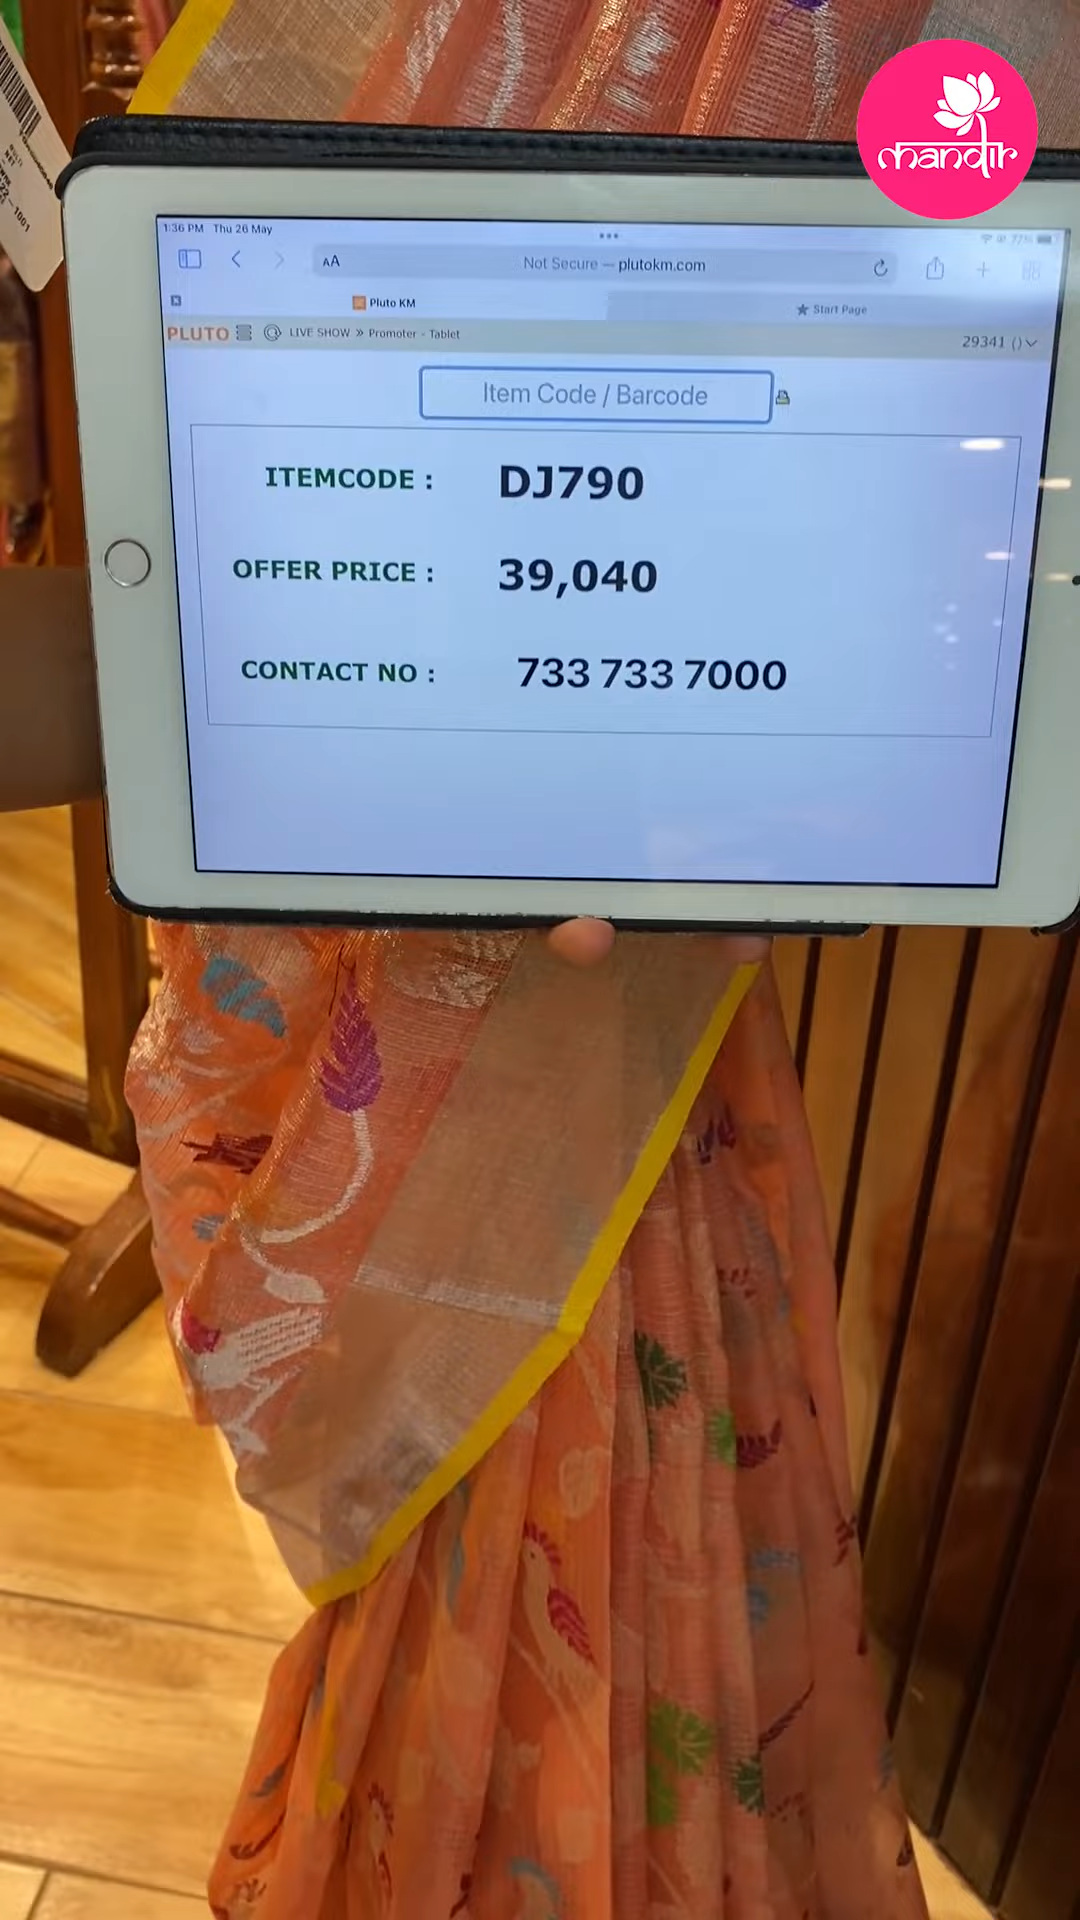 mandir
1:36 PM Thu 26 May
77%
AA
Not Secure — plutokm.com
Pluto KM
Start Page
PLUTO
LIVE SHOW » Promoter - Tablet
29341 ()
Item Code / Barcode
ITEMCODE : DJ790
OFFER PRICE : 39,040
CONTACT NO : 733 733 7000